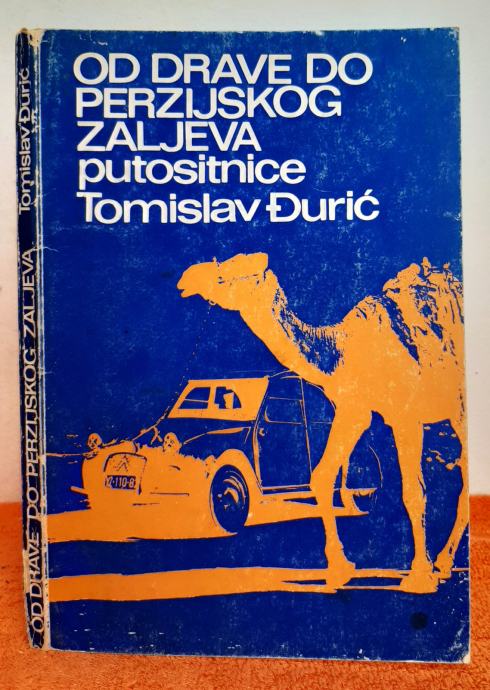 OD DRAVE DO
PERZIJSKOG
ZALJEVA
putositnice
Tomislav Đurić
OD DRAVE DO PERZIJSKOG ZALJEVA
Tomislav Đurić